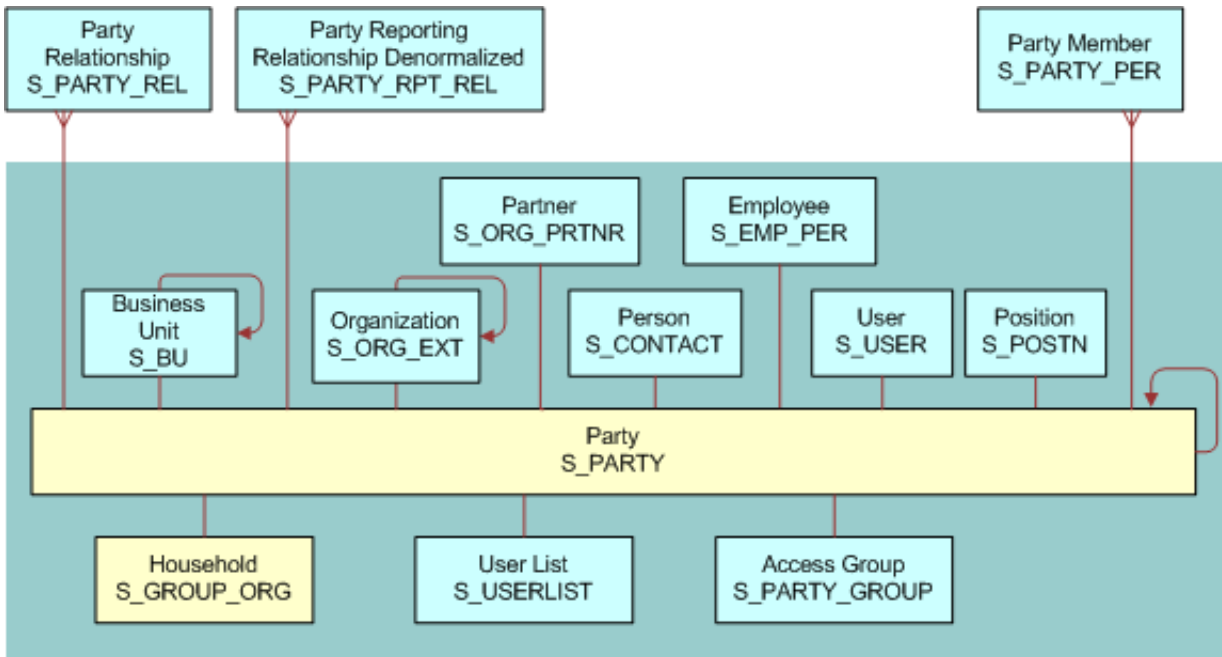 Party
Relationship
S_PARTY_REL
Party Reporting
Relationship Denormalized
S_PARTY_RPT_REL
Party Member
S_PARTY_PER
Partner
S_ORG_PRTNR
Employee
S_EMP_PER
Business
Unit
S_BU
Organization
S_ORG_EXT
Person
S_CONTACT
User
S_USER
Position
S_POSTN
Party
S_PARTY
Household
S_GROUP_ORG
User List
S_USERLIST
Access Group
S_PARTY_GROUP